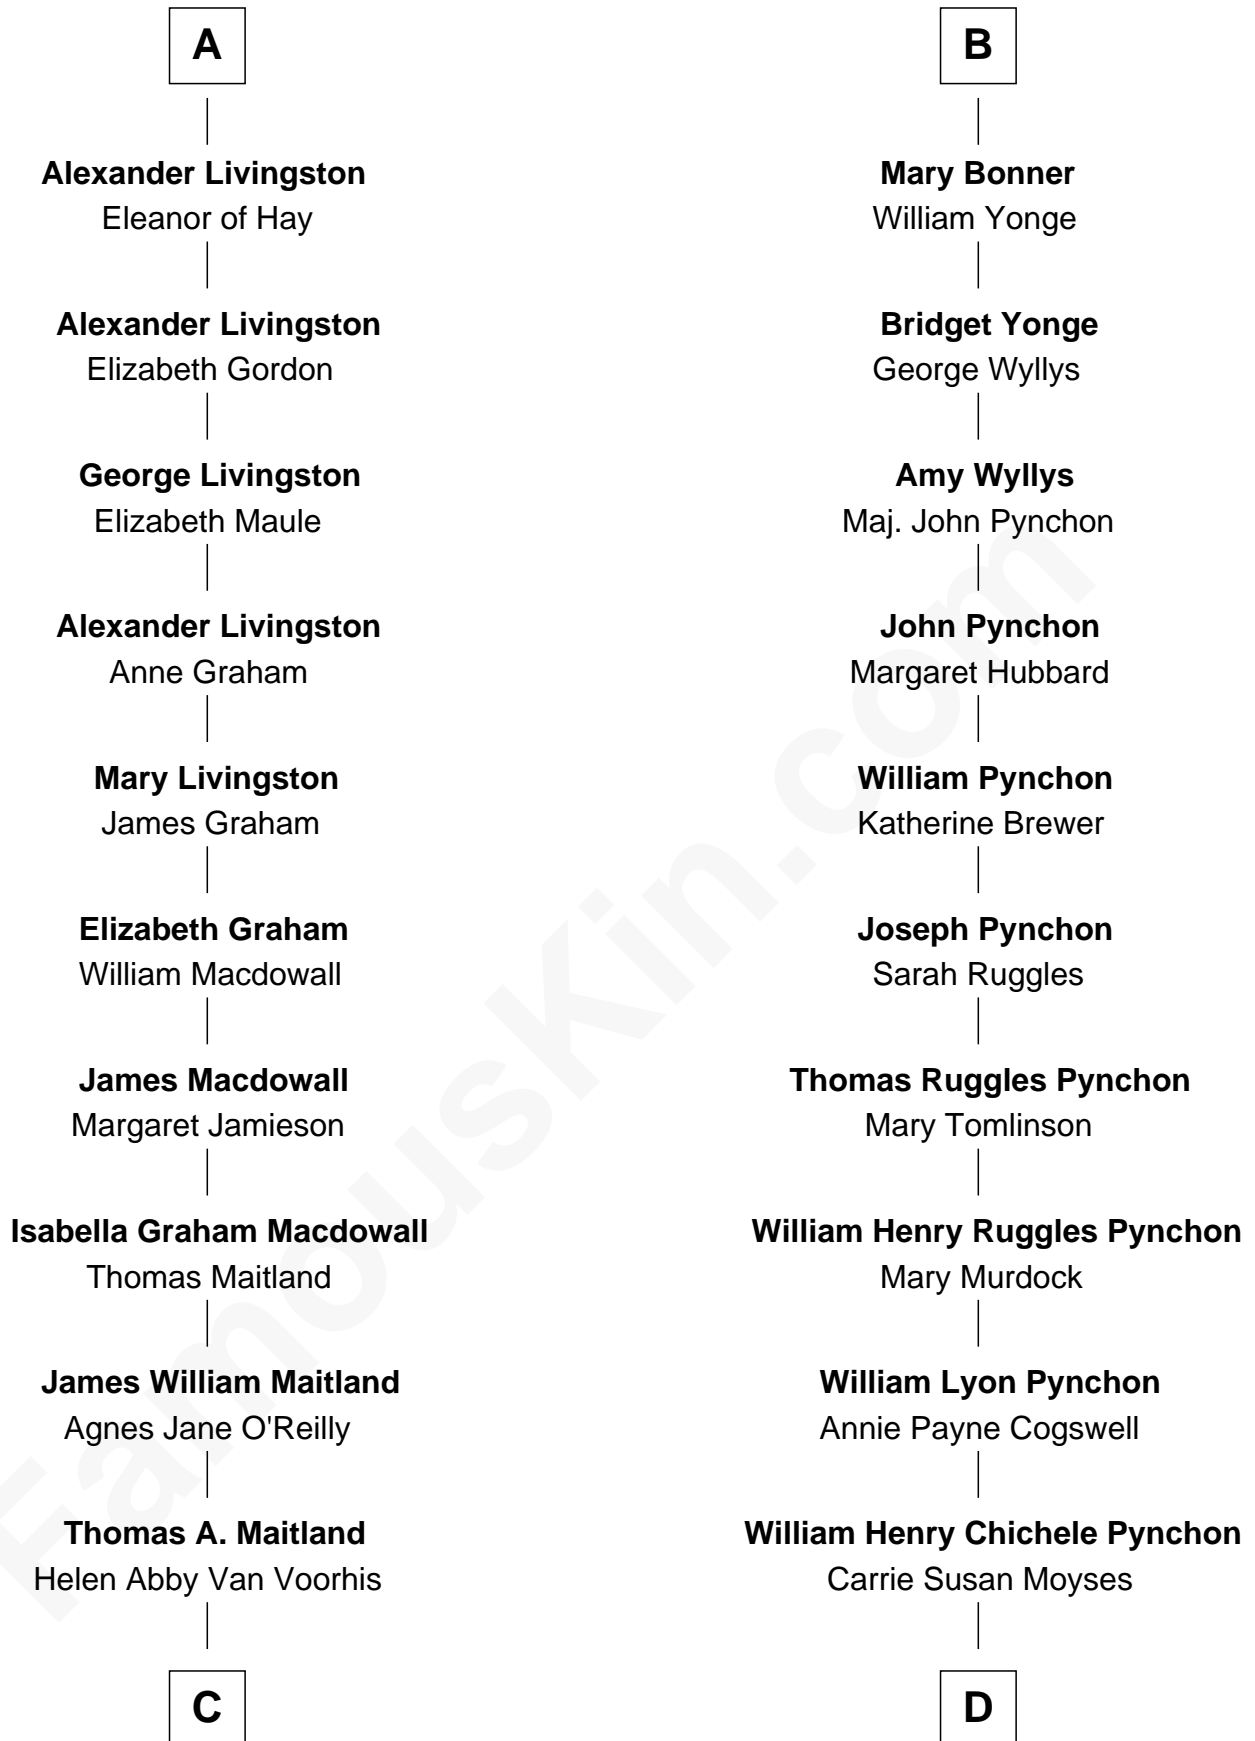 A
Alexander Livingston
Eleanor of Hay
Alexander Livingston
Elizabeth Gordon
George Livingston
Elizabeth Maule
Alexander Livingston
Anne Graham
Mary Livingston
James Graham
Elizabeth Graham
William Macdowall
James Macdowall
Margaret Jamieson
Isabella Graham Macdowall
Thomas Maitland
James William Maitland
Agnes Jane O'Reilly
Thomas A. Maitland
Helen Abby Van Voorhis
C
B
Mary Bonner
William Yonge
Bridget Yonge
George Wyllys
Amy Wyllys
Maj. John Pynchon
John Pynchon
Margaret Hubbard
William Pynchon
Katherine Brewer
Joseph Pynchon
Sarah Ruggles
Thomas Ruggles Pynchon
Mary Tomlinson
William Henry Ruggles Pynchon
Mary Murdock
William Lyon Pynchon
Annie Payne Cogswell
William Henry Chichele Pynchon
Carrie Susan Moyses
D
FamousKin.com